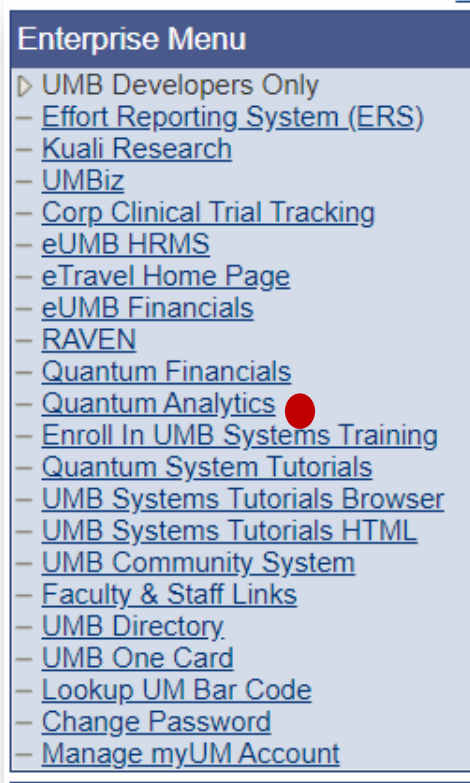 Enterprise Menu
UMB Developers Only
– Effort Reporting System (ERS)
– Kuali Research
– UMBiz
– Corp Clinical Trial Tracking
– eUMB HRMS
– eTravel Home Page
– eUMB Financials
– RAVEN
– Quantum Financials
– Quantum Analytics
– Enroll In UMB Systems Training
– Quantum System Tutorials
– UMB Systems Tutorials Browser
– UMB Systems Tutorials HTML
– UMB Community System
– Faculty & Staff Links
– UMB Directory
– UMB One Card
– Lookup UM Bar Code
– Change Password
– Manage myUM Account